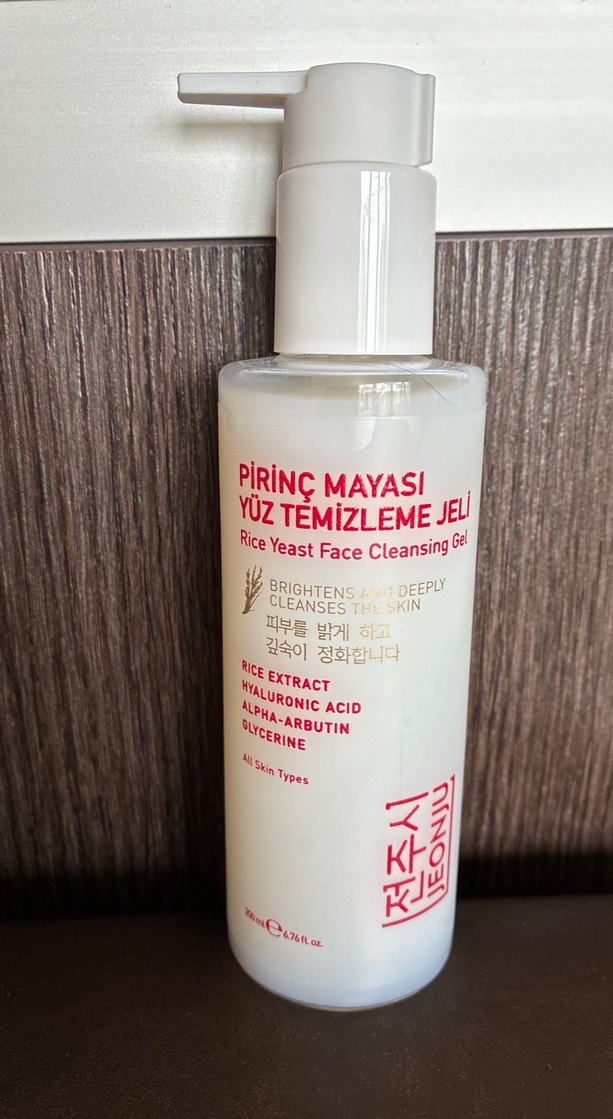 PİRİNÇ MAYASI
YÜZ TEMİZLEME JELİ
Rice Yeast Face Cleansing Gel
BRIGHTENS AND DEEPLY
CLEANSES THE SKIN
피부를 밝게 하고
깊숙이 정화합니다
RICE EXTRACT
HYALURONIC ACID
ALPHA-ARBUTIN
GLYCERINE
All Skin Types
전주시
JEONJU
200 ml ℮ 6.76 fl. oz.